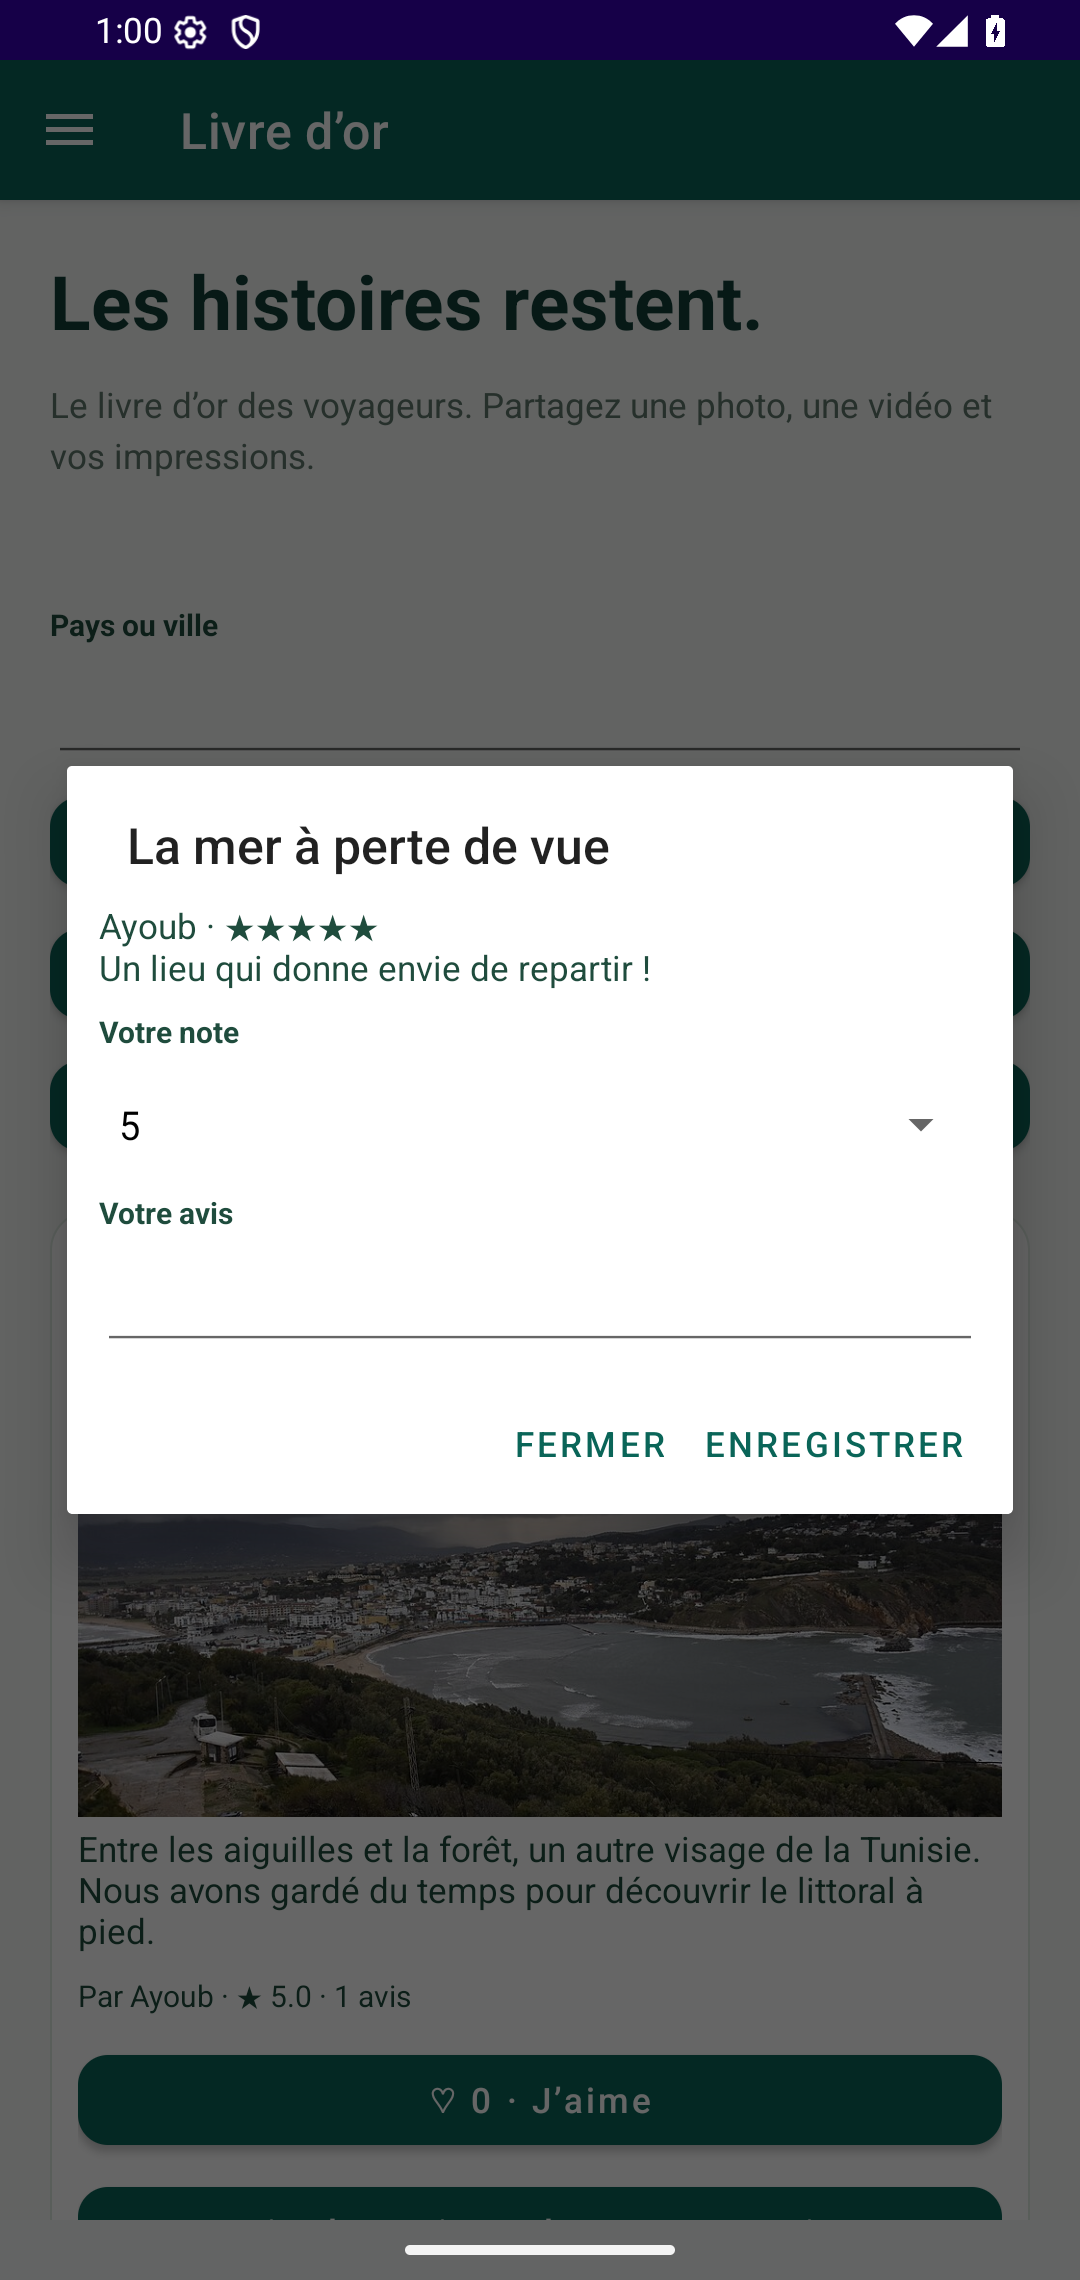 1:00
Livre d’or
Les histoires restent.
Le livre d’or des voyageurs. Partagez une photo, une vidéo et
vos impressions.
Pays ou ville
La mer à perte de vue
Ayoub · ★★★★★
Un lieu qui donne envie de repartir !
Votre note
5
Votre avis
FERMER ENREGISTRER
Entre les aiguilles et la forêt, un autre visage de la Tunisie.
Nous avons gardé du temps pour découvrir le littoral à
pied.
Par Ayoub · ★ 5.0 · 1 avis
♡ 0 · J’aime